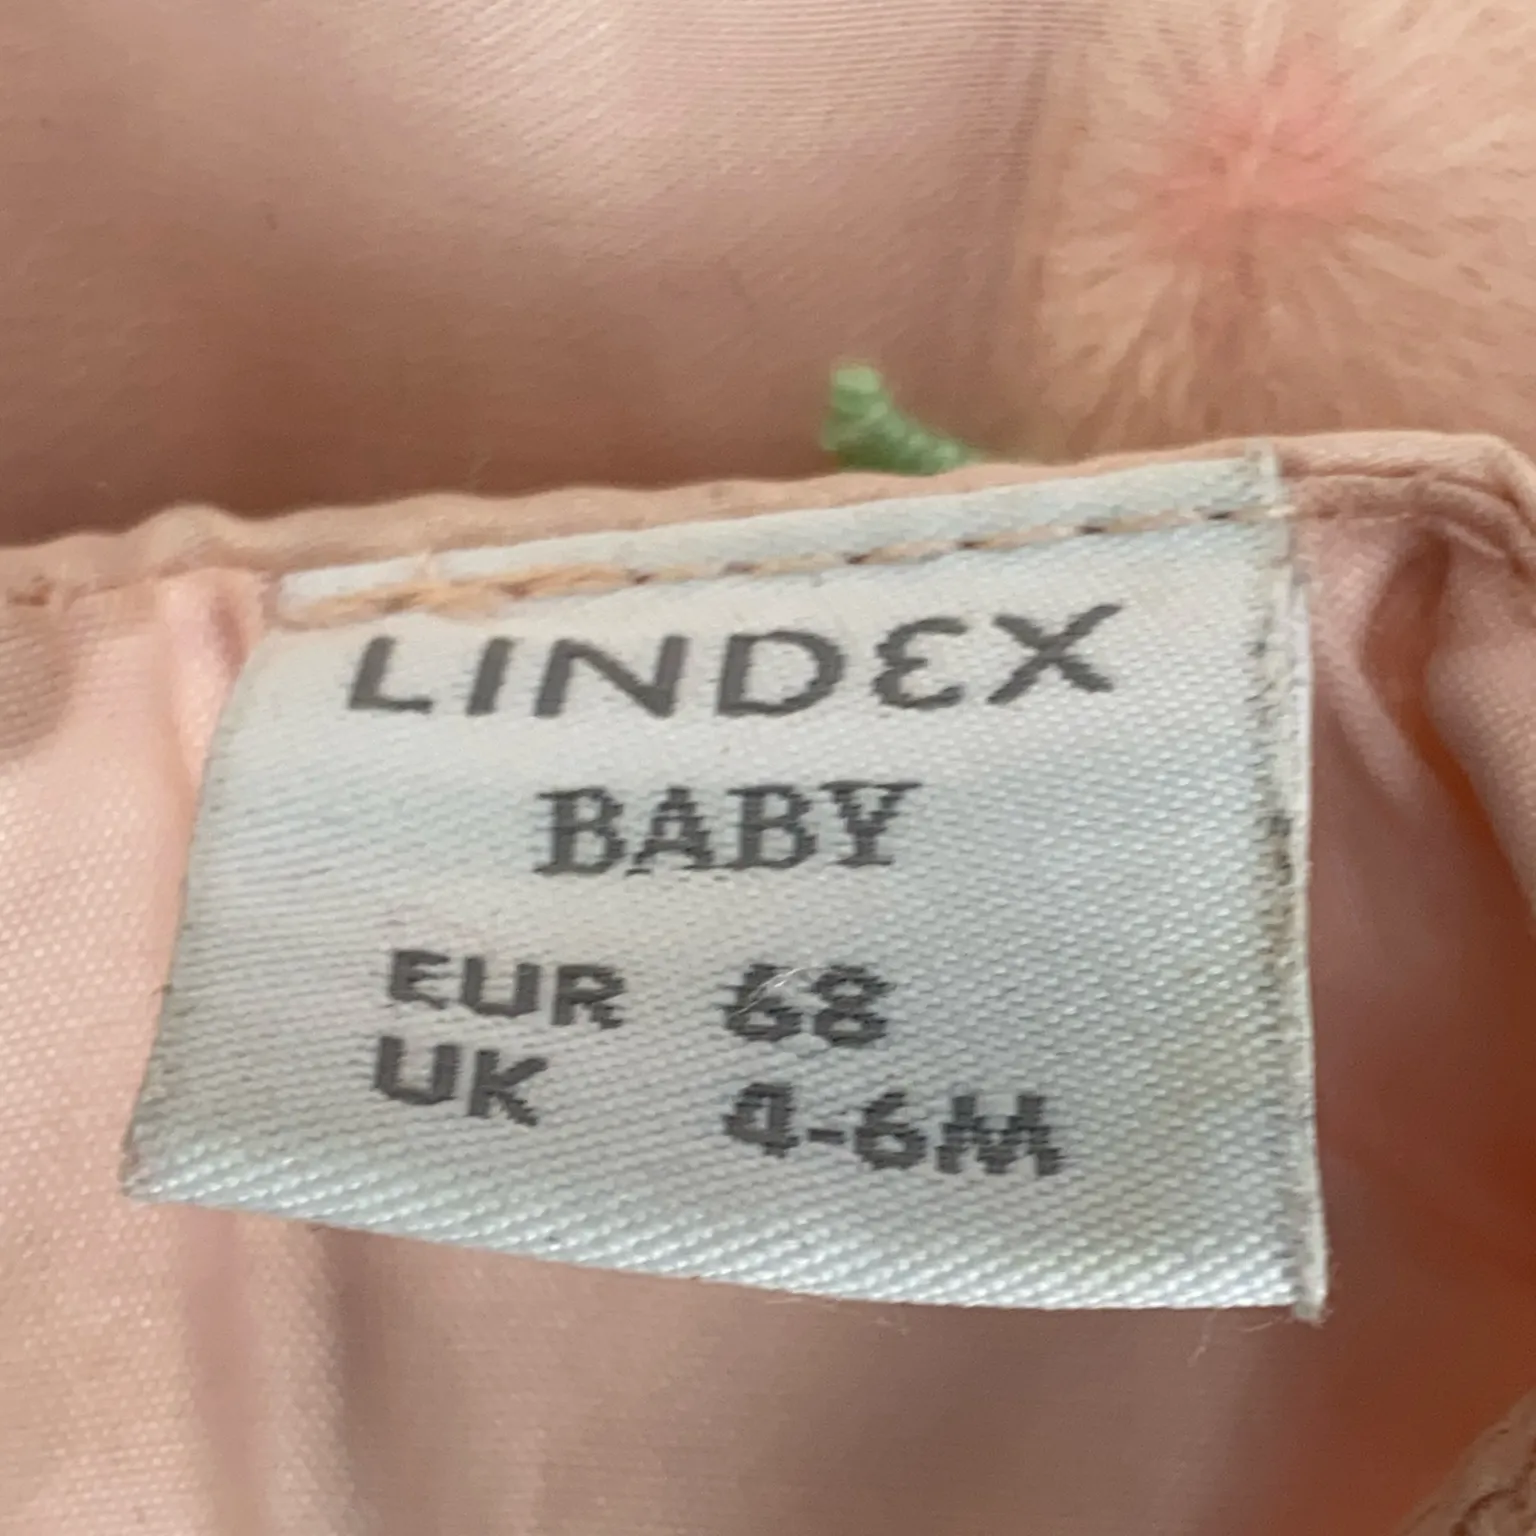 LINDEX
BABY
EUR 68
UK 4-6M